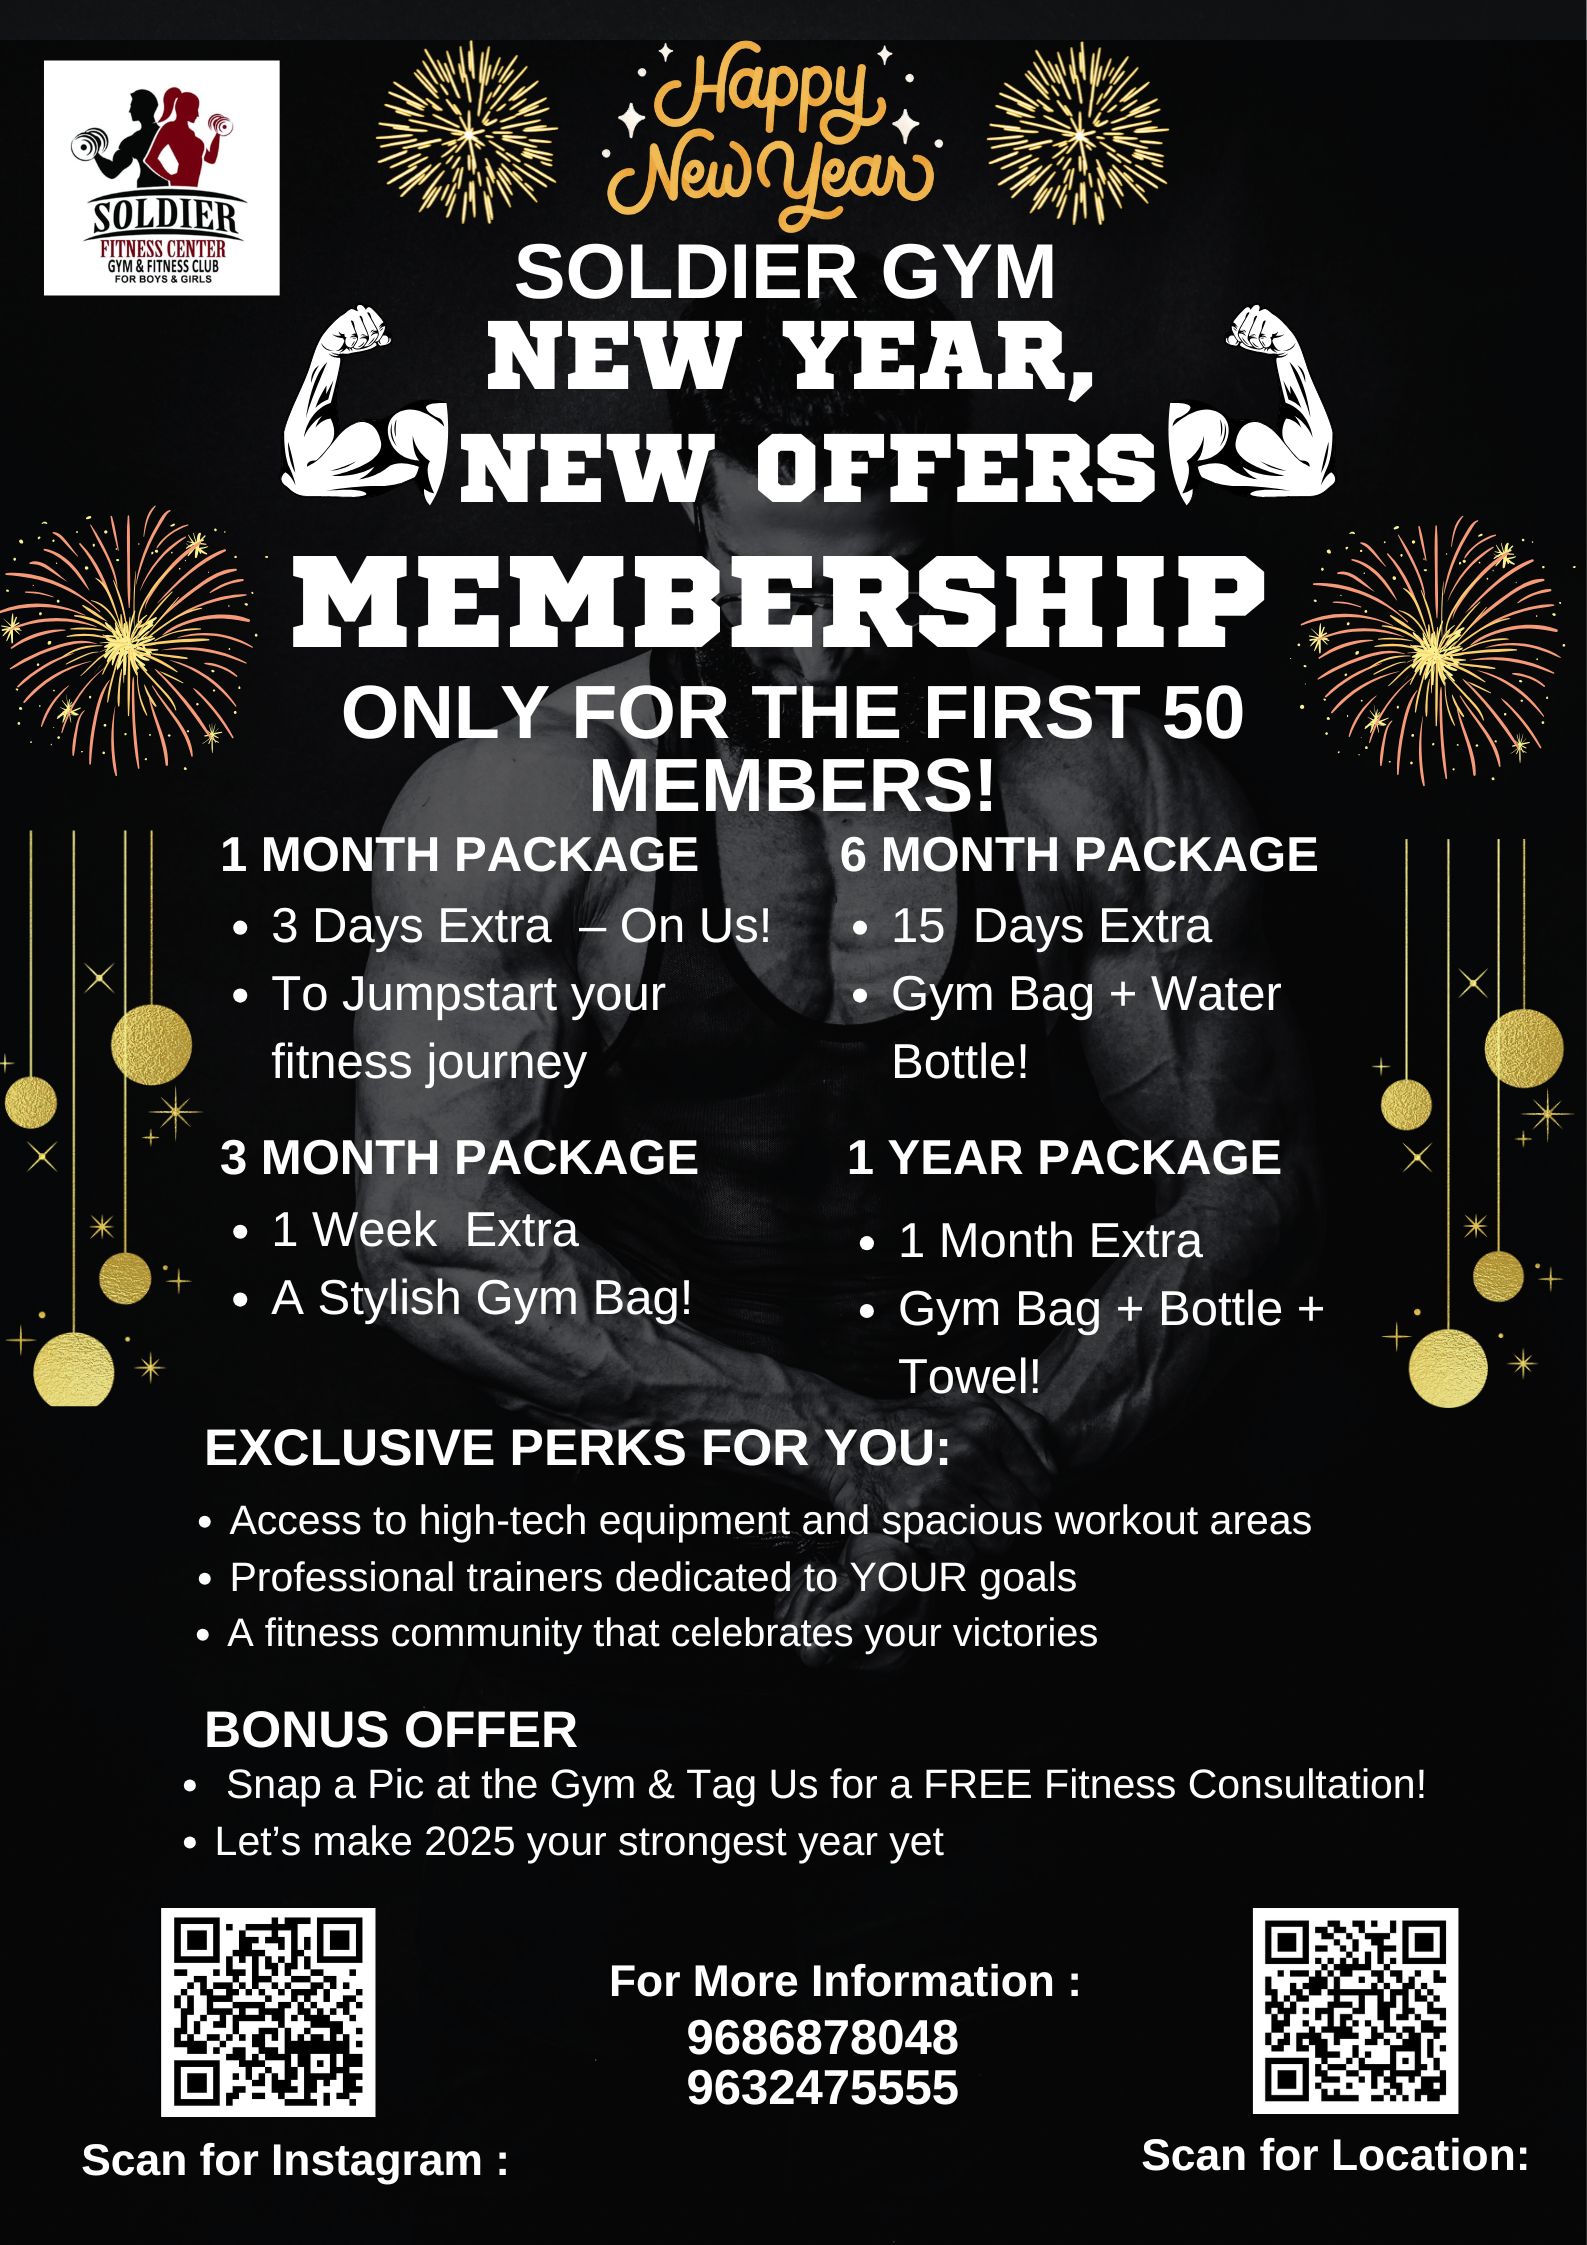 SOLDIER
FITNESS CENTER
GYM & FITNESS CLUB
FOR BOYS & GIRLS
Happy
New Year
SOLDIER GYM
NEW YEAR,
NEW OFFERS
MEMBERSHIP
ONLY FOR THE FIRST 50
MEMBERS!
1 MONTH PACKAGE
• 3 Days Extra – On Us!
• To Jumpstart your
fitness journey
6 MONTH PACKAGE
• 15 Days Extra
• Gym Bag + Water
Bottle!
3 MONTH PACKAGE
• 1 Week Extra
• A Stylish Gym Bag!
1 YEAR PACKAGE
• 1 Month Extra
• Gym Bag + Bottle +
Towel!
EXCLUSIVE PERKS FOR YOU:
• Access to high-tech equipment and spacious workout areas
• Professional trainers dedicated to YOUR goals
• A fitness community that celebrates your victories
BONUS OFFER
• Snap a Pic at the Gym & Tag Us for a FREE Fitness Consultation!
• Let’s make 2025 your strongest year yet
For More Information :
9686878048
9632475555
Scan for Instagram :
Scan for Location: